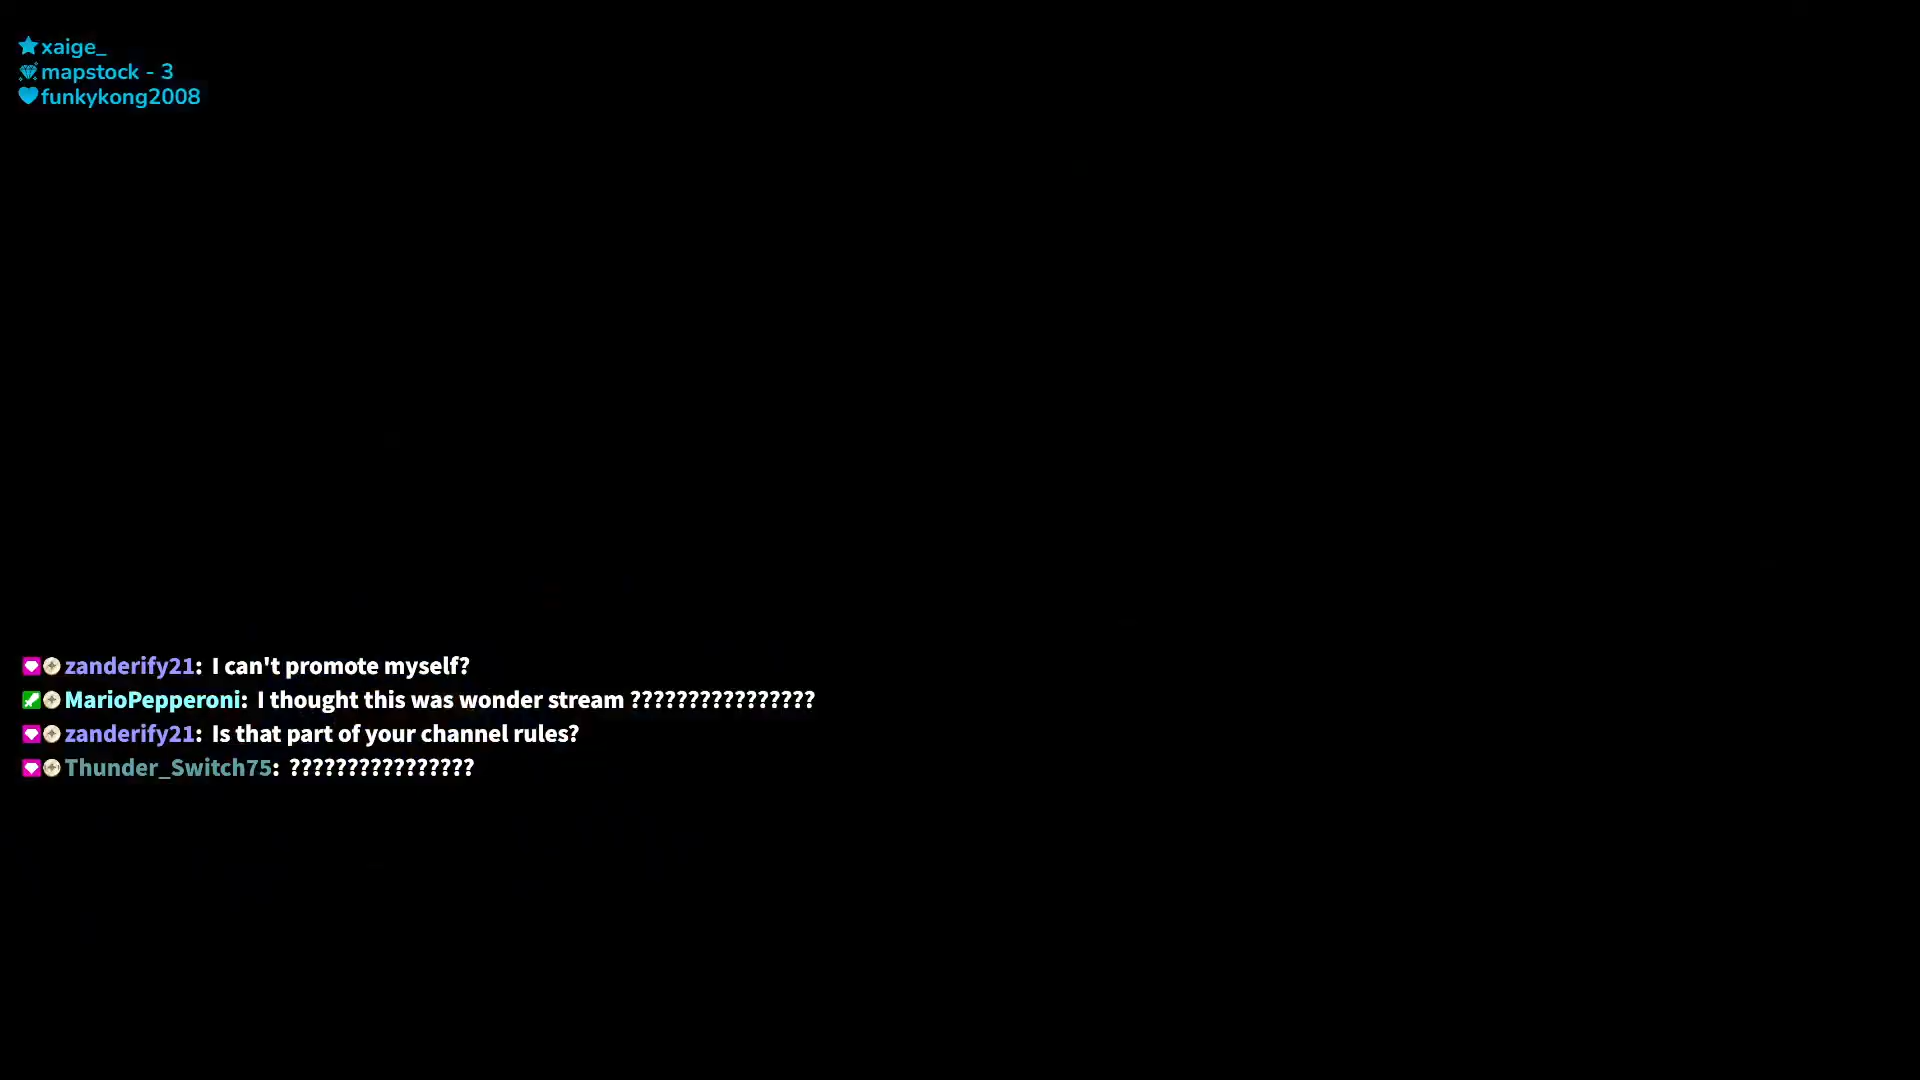 xaige_
mapstock - 3
funkykong2008
zanderify21: I can't promote myself?
MarioPepperoni: I thought this was wonder stream ????????????????
zanderify21: Is that part of your channel rules?
Thunder_Switch75: ????????????????